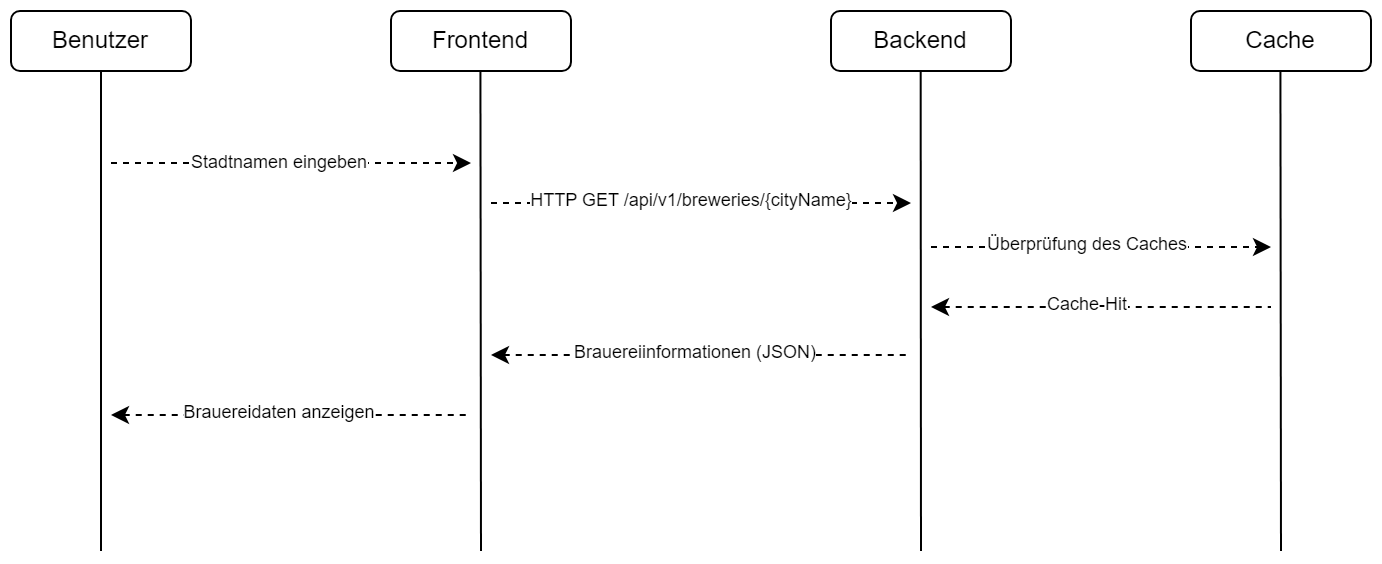 Benutzer
Frontend
Backend
Cache
Stadtnamen eingeben
HTTP GET /api/v1/breweries/{cityName}
Überprüfung des Caches
Cache-Hit
Brauereiinformationen (JSON)
Brauereidaten anzeigen